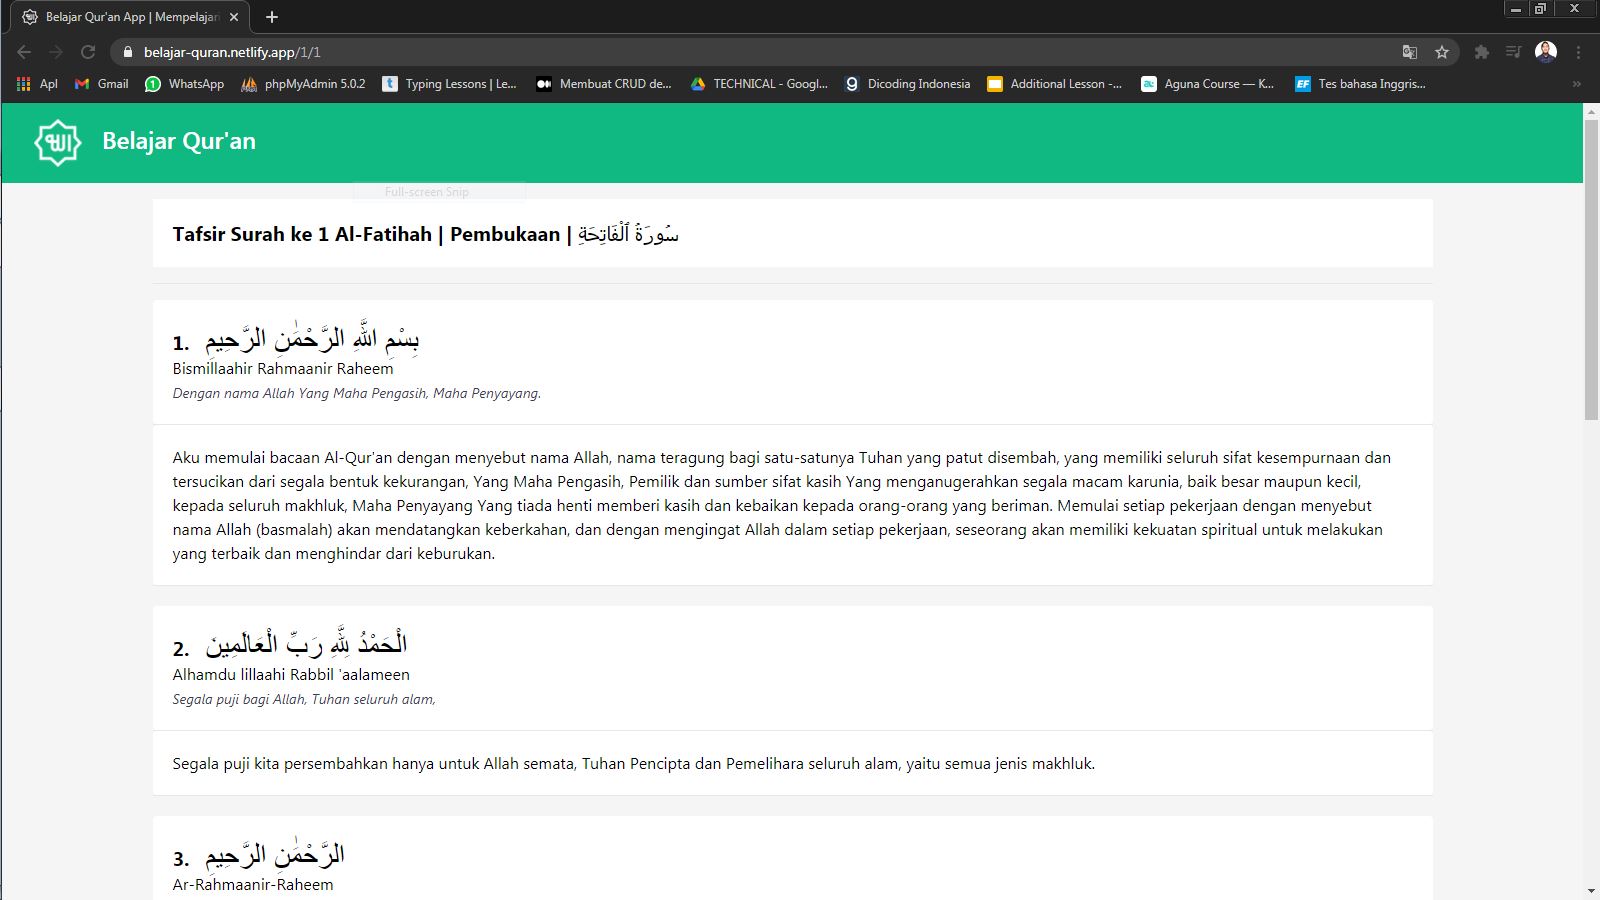 Belajar Qur'an App | Mempelajari
belajar-quran.netlify.app/1/1
Apl Gmail WhatsApp phpMyAdmin 5.0.2 Typing Lessons | Le... Membuat CRUD de... TECHNICAL - Googl... Dicoding Indonesia Additional Lesson -... Aguna Course — K... Tes bahasa Inggris...
الله Belajar Qur'an
Full-screen Snip
Tafsir Surah ke 1 Al-Fatihah | Pembukaan | سُورَةُ ٱلْفَاتِحَةِ
1. بِسْمِ اللَّهِ الرَّحْمَٰنِ الرَّحِيمِ
Bismillaahir Rahmaanir Raheem
Dengan nama Allah Yang Maha Pengasih, Maha Penyayang.
Aku memulai bacaan Al-Qur'an dengan menyebut nama Allah, nama teragung bagi satu-satunya Tuhan yang patut disembah, yang memiliki seluruh sifat kesempurnaan dan
tersucikan dari segala bentuk kekurangan, Yang Maha Pengasih, Pemilik dan sumber sifat kasih Yang menganugerahkan segala macam karunia, baik besar maupun kecil,
kepada seluruh makhluk, Maha Penyayang Yang tiada henti memberi kasih dan kebaikan kepada orang-orang yang beriman. Memulai setiap pekerjaan dengan menyebut
nama Allah (basmalah) akan mendatangkan keberkahan, dan dengan mengingat Allah dalam setiap pekerjaan, seseorang akan memiliki kekuatan spiritual untuk melakukan
yang terbaik dan menghindar dari keburukan.
2. الْحَمْدُ لِلَّهِ رَبِّ الْعَالَمِينَ
Alhamdu lillaahi Rabbil 'aalameen
Segala puji bagi Allah, Tuhan seluruh alam,
Segala puji kita persembahkan hanya untuk Allah semata, Tuhan Pencipta dan Pemelihara seluruh alam, yaitu semua jenis makhluk.
3. الرَّحْمَٰنِ الرَّحِيمِ
Ar-Rahmaanir-Raheem